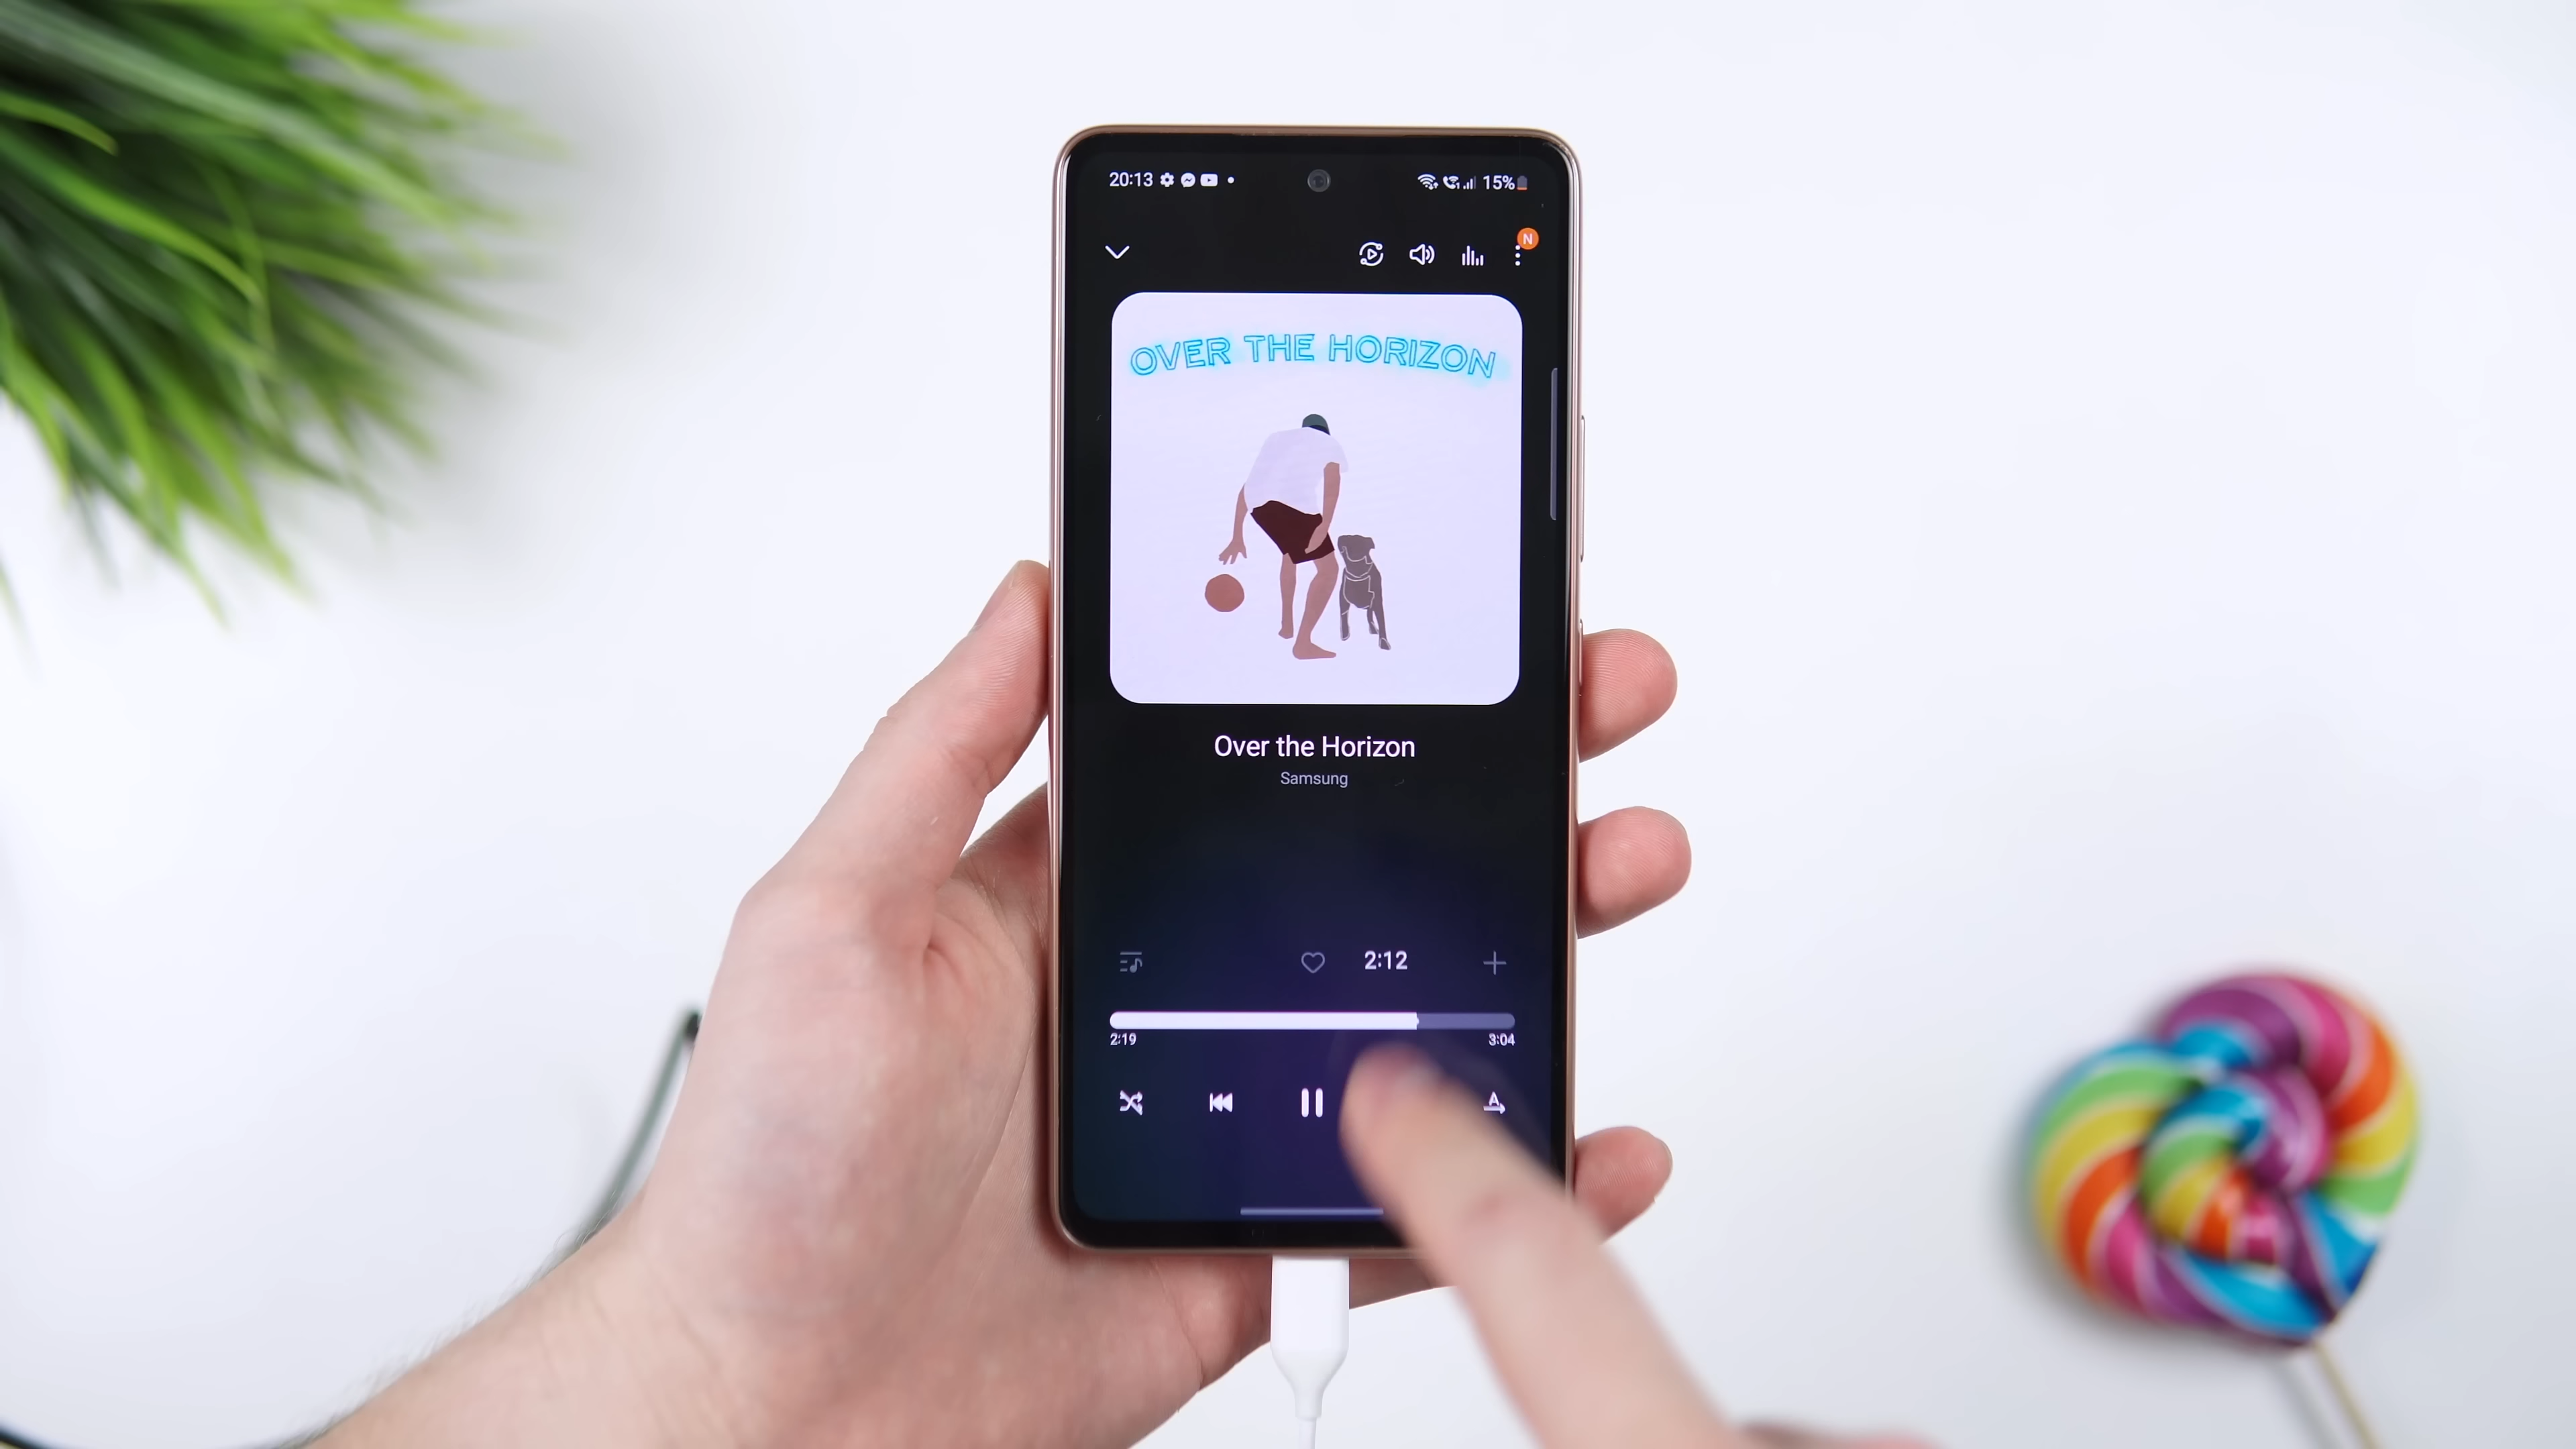 20:13 15%
N
OVER THE HORIZON
Over the Horizon
Samsung
2:12
2:19 3:04
A